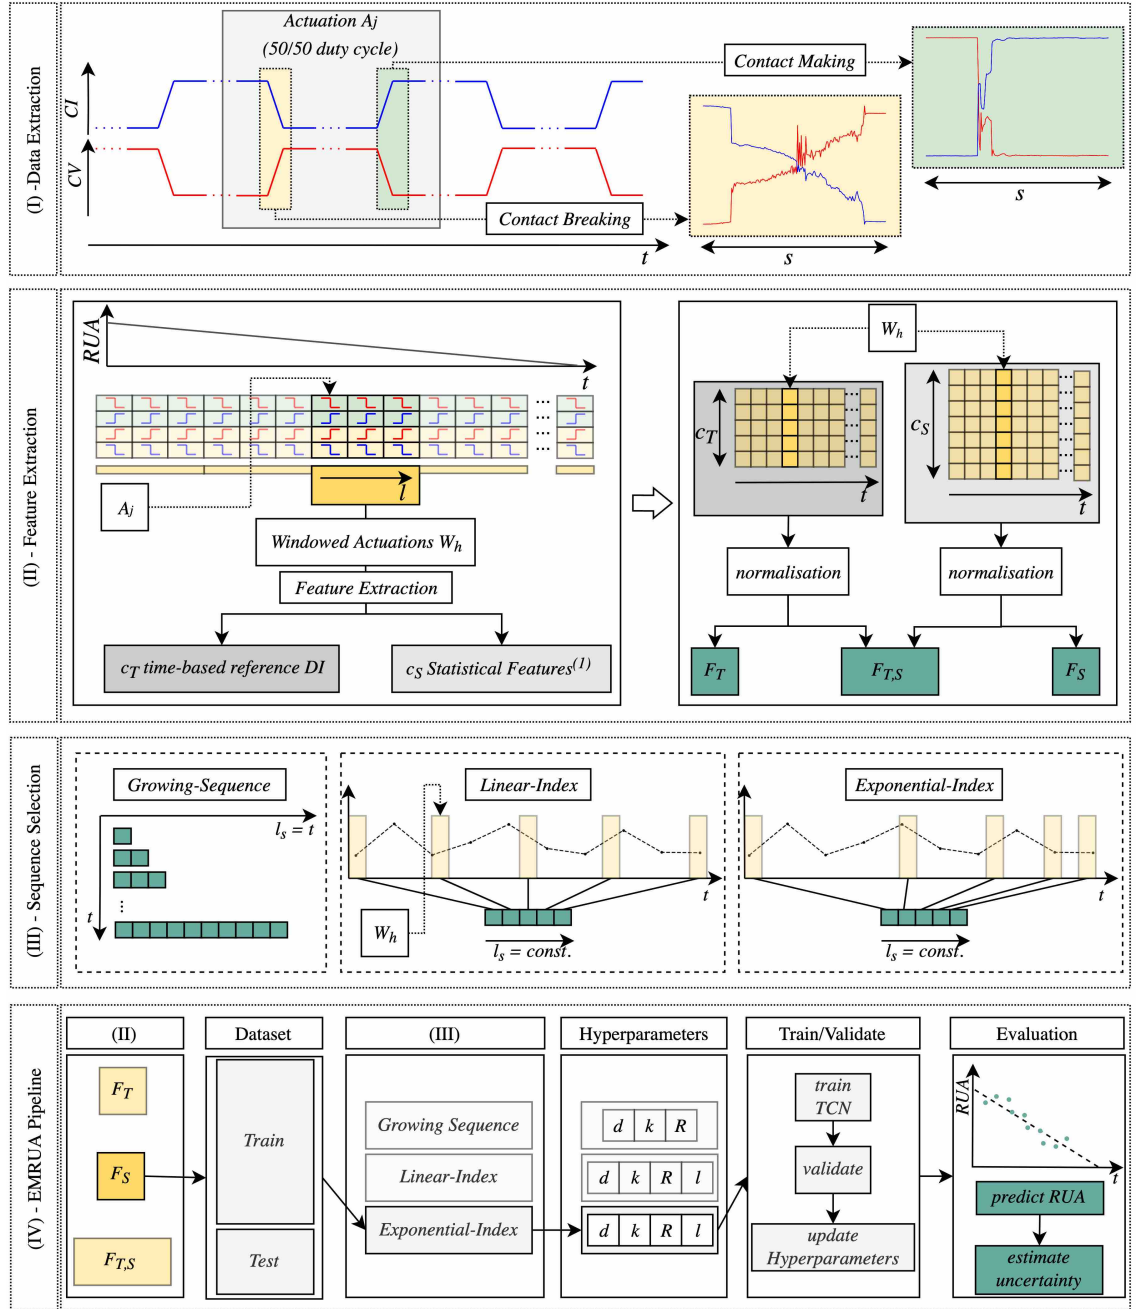 (I) -Data Extraction
Actuation Aj
(50/50 duty cycle)
CI
CV
t
Contact Making
Contact Breaking
s
s
(II) - Feature Extraction
RUA
t
Aj
l
Windowed Actuations Wh
Feature Extraction
cT time-based reference DI
cS Statistical Features(1)
Wh
cT
t
cS
t
normalisation
normalisation
FT
FT,S
FS
(III) - Sequence Selection
Growing-Sequence
ls = t
t
Linear-Index
t
Wh
ls = const.
Exponential-Index
t
ls = const.
(IV) - EMRUA Pipeline
(II)
FT
FS
FT,S
Dataset
Train
Test
(III)
Growing Sequence
Linear-Index
Exponential-Index
Hyperparameters
d k R
d k R l
d k R l
Train/Validate
train
TCN
validate
update
Hyperparameters
Evaluation
RUA
t
predict RUA
estimate
uncertainty